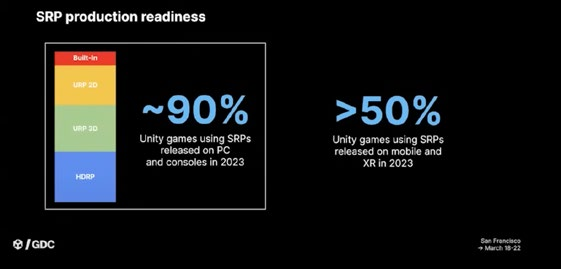 SRP production readiness
Built-in
URP 2D
URP 3D
HDRP
~90%
Unity games using SRPs
released on PC
and consoles in 2023
>50%
Unity games using SRPs
released on mobile and
XR in 2023
/GDC
San Francisco
→ March 18-22